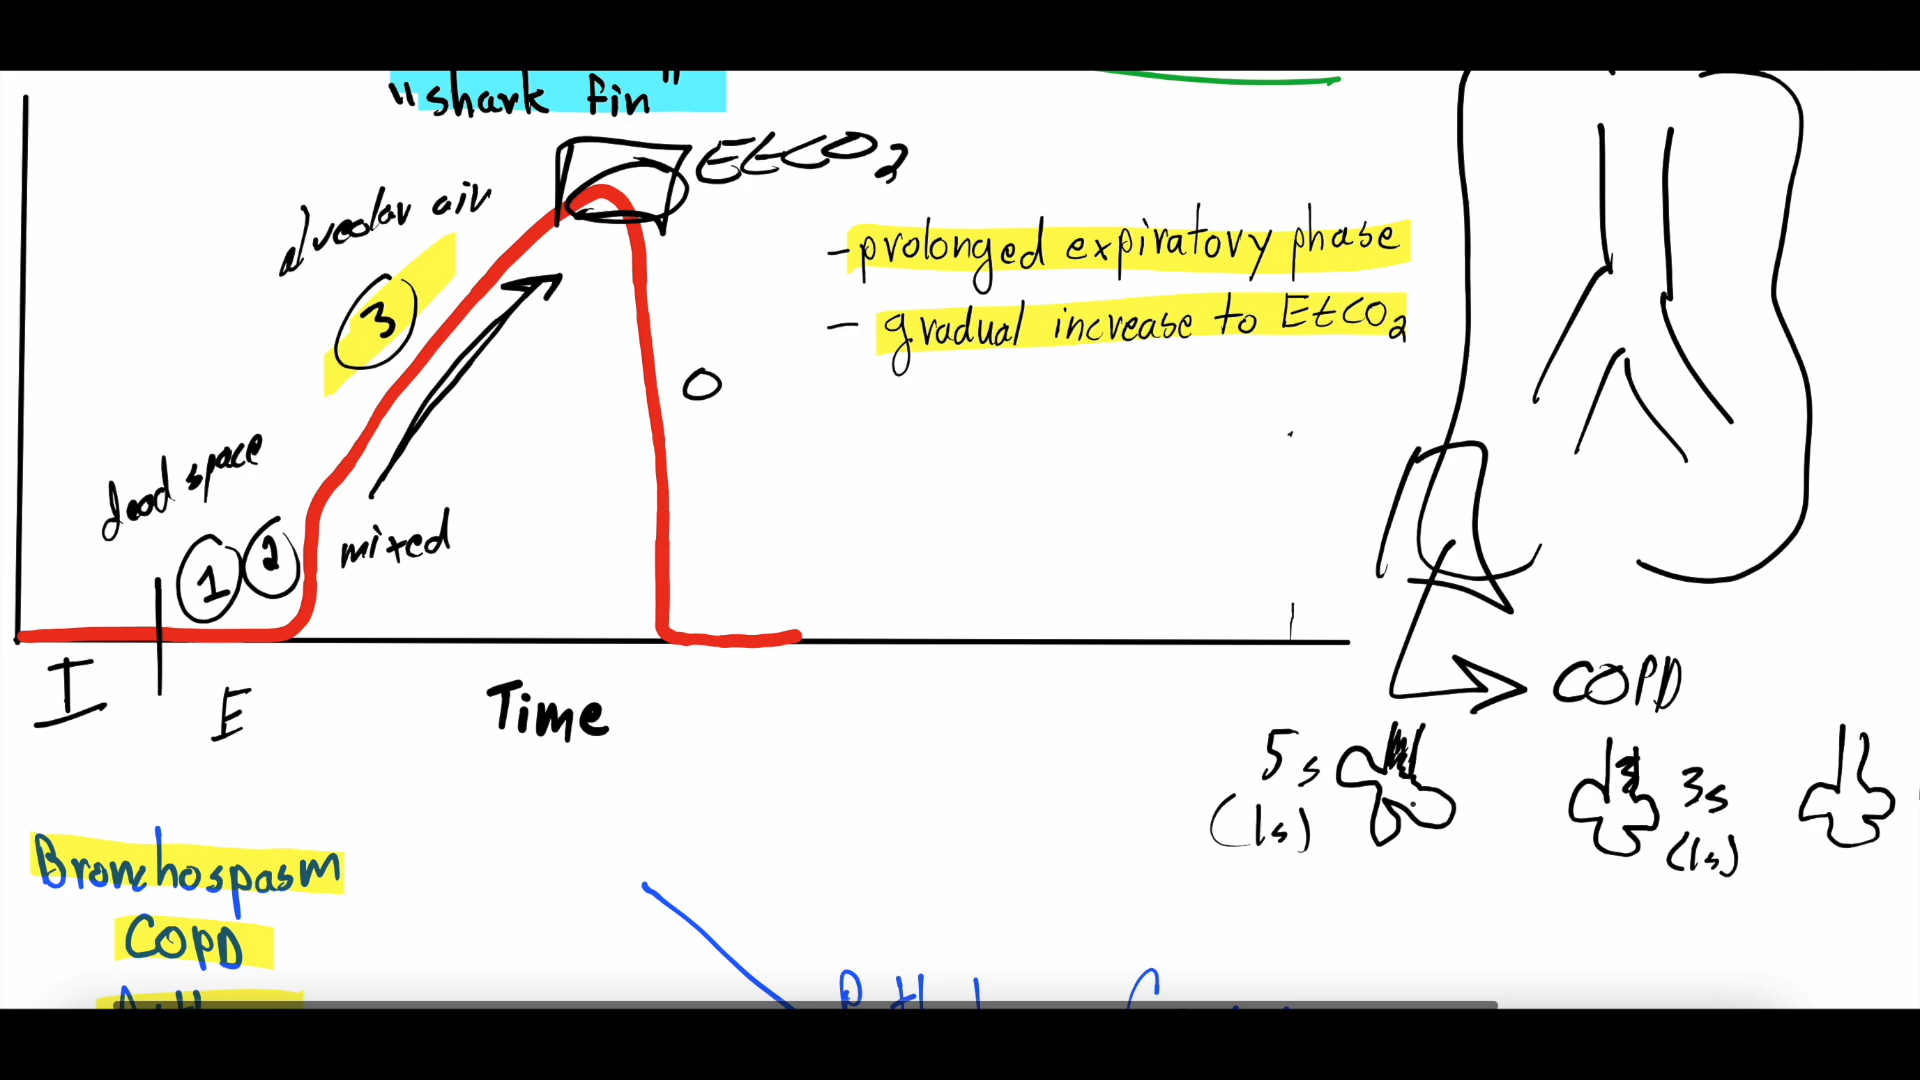 "shark fin"
EtCO2
alveolar air
3
- prolonged expiratory phase
- gradual increase to EtCO2
0
dead space
1 2
mixed
I
E
Time
COPD
5s
(1s)
3s
(1s)
Bronchospasm
COPD